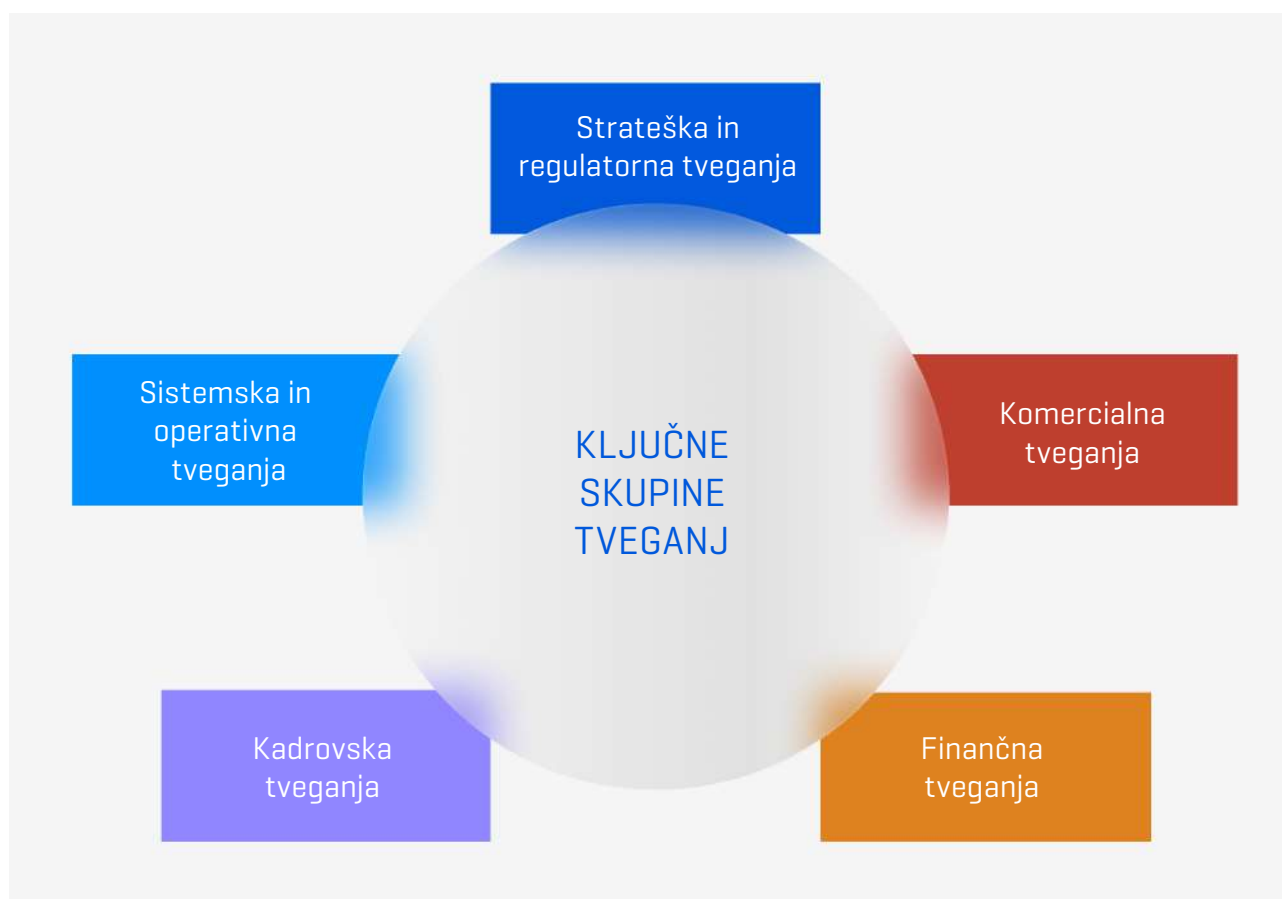 Strateška in
regulatorna tveganja
Sistemska in
operativna
tveganja
KLJUČNE
SKUPINE
TVEGANJ
Komercialna
tveganja
Kadrovska
tveganja
Finančna
tveganja